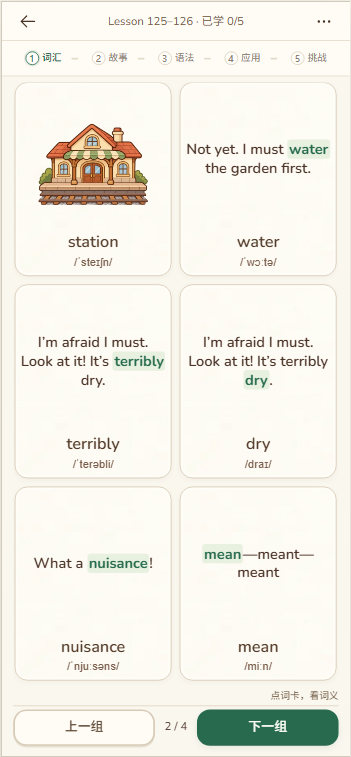 Lesson 125–126 · 已学 0/5
1 词汇 – 2 故事 – 3 语法 – 4 应用 – 5 挑战
station
/ˈsteɪʃn/
Not yet. I must water
the garden first.
water
/ˈwɔːtə/
I'm afraid I must.
Look at it! It's terribly
dry.
terribly
/ˈterəbli/
I'm afraid I must.
Look at it! It's terribly
dry.
dry
/draɪ/
What a nuisance!
nuisance
/ˈnjuːsəns/
mean—meant—
meant
mean
/miːn/
点词卡，看词义
上一组 2 / 4 下一组